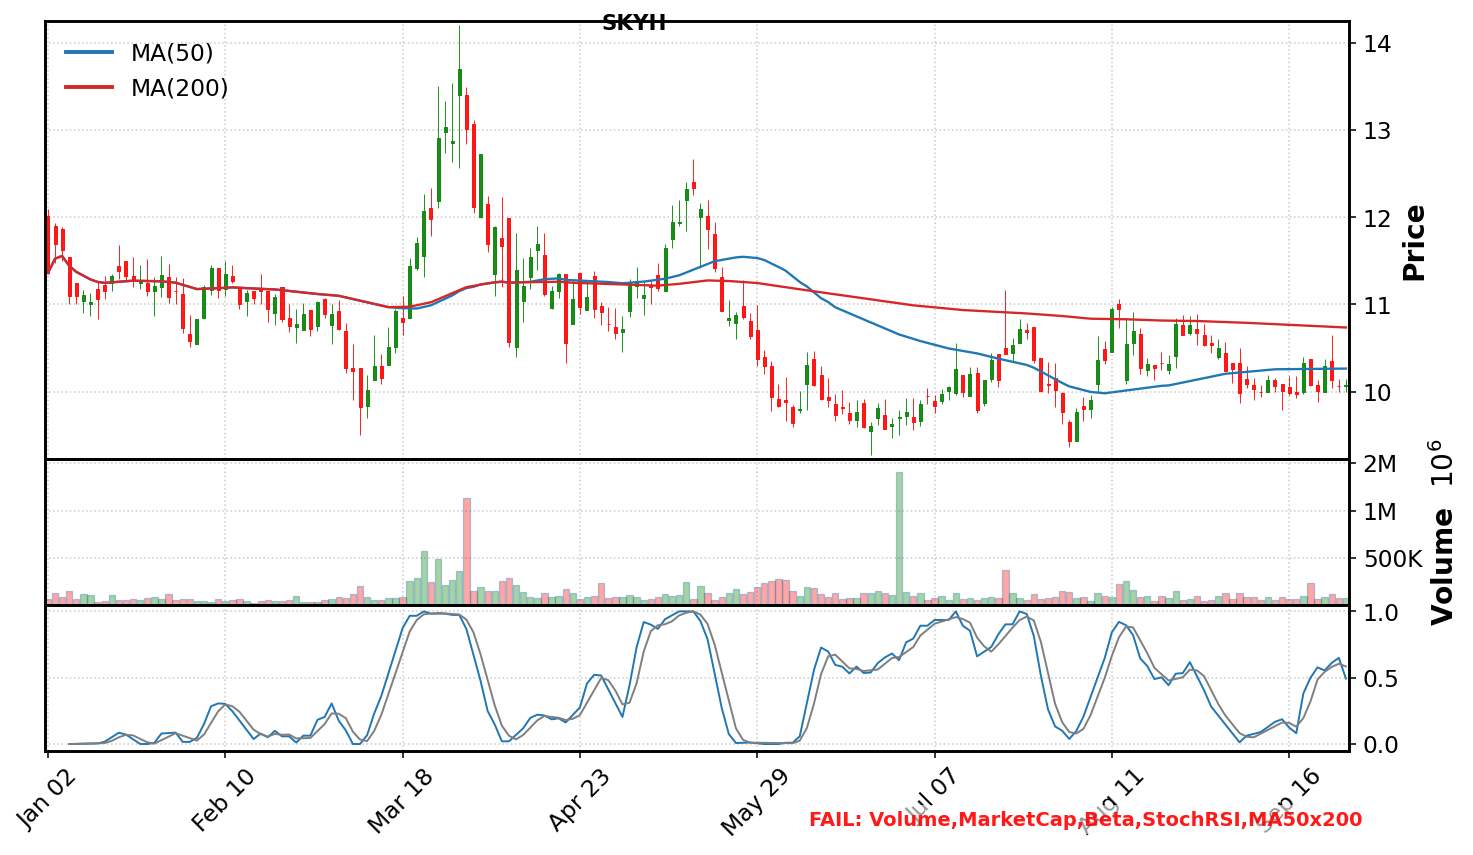 SKYH
MA(50)
MA(200)
14
13
12
11
10
Price
2M
1M
500K
Volume 10^6
1.0
0.5
0.0
Jan 02
Feb 10
Mar 18
Apr 23
May 29
Jul 07
Aug 11
Sep 16
FAIL: Volume,MarketCap,Beta,StochRSI,MA50x200